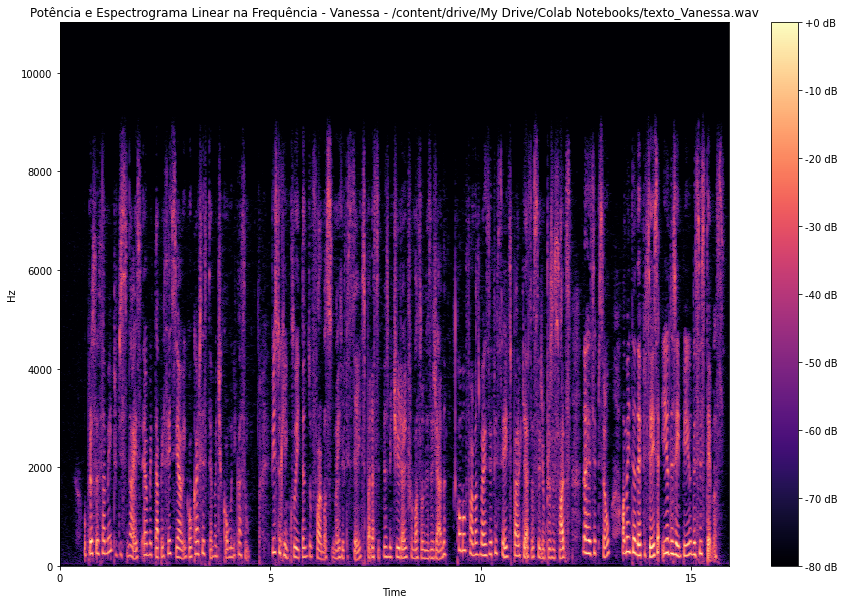 Potência e Espectrograma Linear na Frequência - Vanessa - /content/drive/My Drive/Colab Notebooks/texto_Vanessa.wav
+0 dB
10000
-10 dB
8000
-20 dB
-30 dB
6000
Hz
-40 dB
-50 dB
4000
-60 dB
2000
-70 dB
0
-80 dB
0
5
10
15
Time